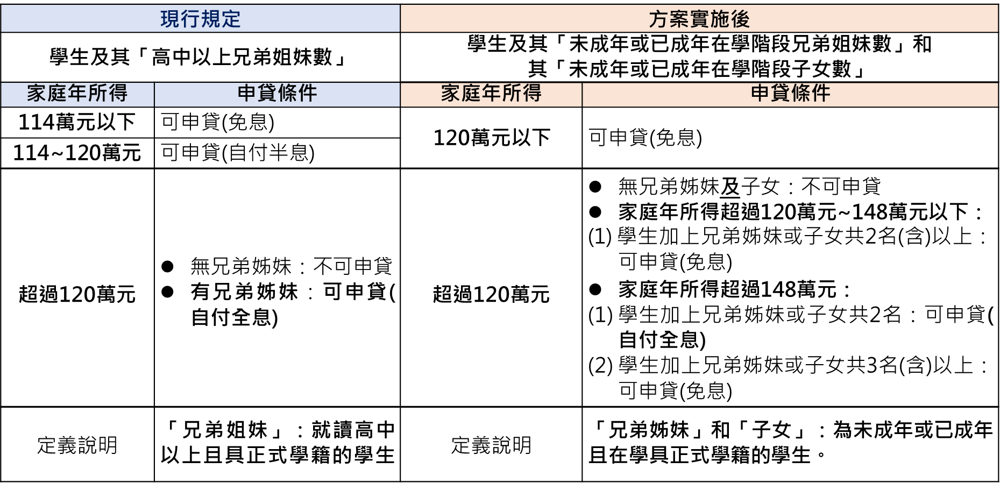 現行規定
方案實施後
學生及其「高中以上兄弟姐妹數」
學生及其「未成年或已成年在學階段兄弟姐妹數」和
其「未成年或已成年在學階段子女數」
家庭年所得
申貸條件
家庭年所得
申貸條件
114萬元以下
可申貸(免息)
114~120萬元
可申貸(自付半息)
120萬元以下
可申貸(免息)
超過120萬元
● 無兄弟姊妹：不可申貸
● 有兄弟姊妹：可申貸(
自付全息)
超過120萬元
● 無兄弟姊妹及子女：不可申貸
● 家庭年所得超過120萬元~148萬元以下：
(1) 學生加上兄弟姊妹或子女共2名(含)以上：
可申貸(免息)
● 家庭年所得超過148萬元：
(1) 學生加上兄弟姊妹或子女共2名：可申貸(
自付全息)
(2) 學生加上兄弟姊妹或子女共3名(含)以上：
可申貸(免息)
定義說明
「兄弟姐妹」：就讀高中
以上且具正式學籍的學生
定義說明
「兄弟姊妹」和「子女」：為未成年或已成年
且在學具正式學籍的學生。